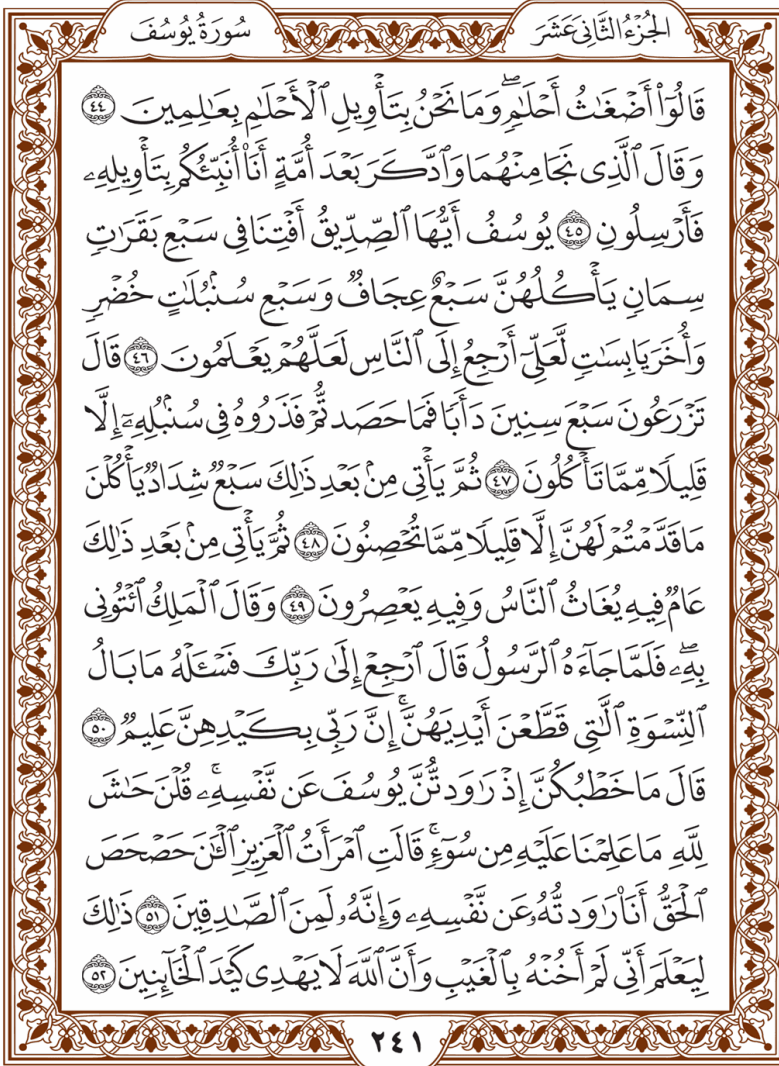 الجُزْءُ الثَّانِي عَشَرَ
سُورَةُ يُوسُفَ
قَالُوٓاْ أَضۡغَٰثُ أَحۡلَٰمٖۖ وَمَا نَحۡنُ بِتَأۡوِيلِ ٱلۡأَحۡلَٰمِ بِعَٰلِمِينَ ٤٤
وَقَالَ ٱلَّذِي نَجَا مِنۡهُمَا وَٱدَّكَرَ بَعۡدَ أُمَّةٍ أَنَا۠ أُنَبِّئُكُم بِتَأۡوِيلِهِۦ
فَأَرۡسِلُونِ ٤٥ يُوسُفُ أَيُّهَا ٱلصِّدِّيقُ أَفۡتِنَا فِي سَبۡعِ بَقَرَٰتٖ
سِمَانٖ يَأۡكُلُهُنَّ سَبۡعٌ عِجَافٞ وَسَبۡعِ سُنۢبُلَٰتٍ خُضۡرٖ
وَأُخَرَ يَابِسَٰتٖ لَّعَلِّيٓ أَرۡجِعُ إِلَى ٱلنَّاسِ لَعَلَّهُمۡ يَعۡلَمُونَ ٤٦ قَالَ
تَزۡرَعُونَ سَبۡعَ سِنِينَ دَأَبٗا فَمَا حَصَدتُّمۡ فَذَرُوهُ فِي سُنۢبُلِهِۦٓ إِلَّا
قَلِيلٗا مِّمَّا تَأۡكُلُونَ ٤٧ ثُمَّ يَأۡتِي مِنۢ بَعۡدِ ذَٰلِكَ سَبۡعٞ شِدَادٞ يَأۡكُلۡنَ
مَا قَدَّمۡتُمۡ لَهُنَّ إِلَّا قَلِيلٗا مِّمَّا تُحۡصِنُونَ ٤٨ ثُمَّ يَأۡتِي مِنۢ بَعۡدِ ذَٰلِكَ
عَامٞ فِيهِ يُغَاثُ ٱلنَّاسُ وَفِيهِ يَعۡصِرُونَ ٤٩ وَقَالَ ٱلۡمَلِكُ ٱئۡتُونِي
بِهِۦۖ فَلَمَّا جَآءَهُ ٱلرَّسُولُ قَالَ ٱرۡجِعۡ إِلَىٰ رَبِّكَ فَسۡـَٔلۡهُ مَا بَالُ
ٱلنِّسۡوَةِ ٱلَّٰتِي قَطَّعۡنَ أَيۡدِيَهُنَّۚ إِنَّ رَبِّي بِكَيۡدِهِنَّ عَلِيمٞ ٥٠
قَالَ مَا خَطۡبُكُنَّ إِذۡ رَٰوَدتُّنَّ يُوسُفَ عَن نَّفۡسِهِۦۚ قُلۡنَ حَٰشَ
لِلَّهِ مَا عَلِمۡنَا عَلَيۡهِ مِن سُوٓءٖۚ قَالَتِ ٱمۡرَأَتُ ٱلۡعَزِيزِ ٱلۡـَٰٔنَ حَصۡحَصَ
ٱلۡحَقُّ أَنَا۠ رَٰوَدتُّهُۥ عَن نَّفۡسِهِۦ وَإِنَّهُۥ لَمِنَ ٱلصَّٰدِقِينَ ٥١ ذَٰلِكَ
لِيَعۡلَمَ أَنِّي لَمۡ أَخُنۡهُ بِٱلۡغَيۡبِ وَأَنَّ ٱللَّهَ لَا يَهۡدِي كَيۡدَ ٱلۡخَآئِنِينَ ٥٢
٢٤١